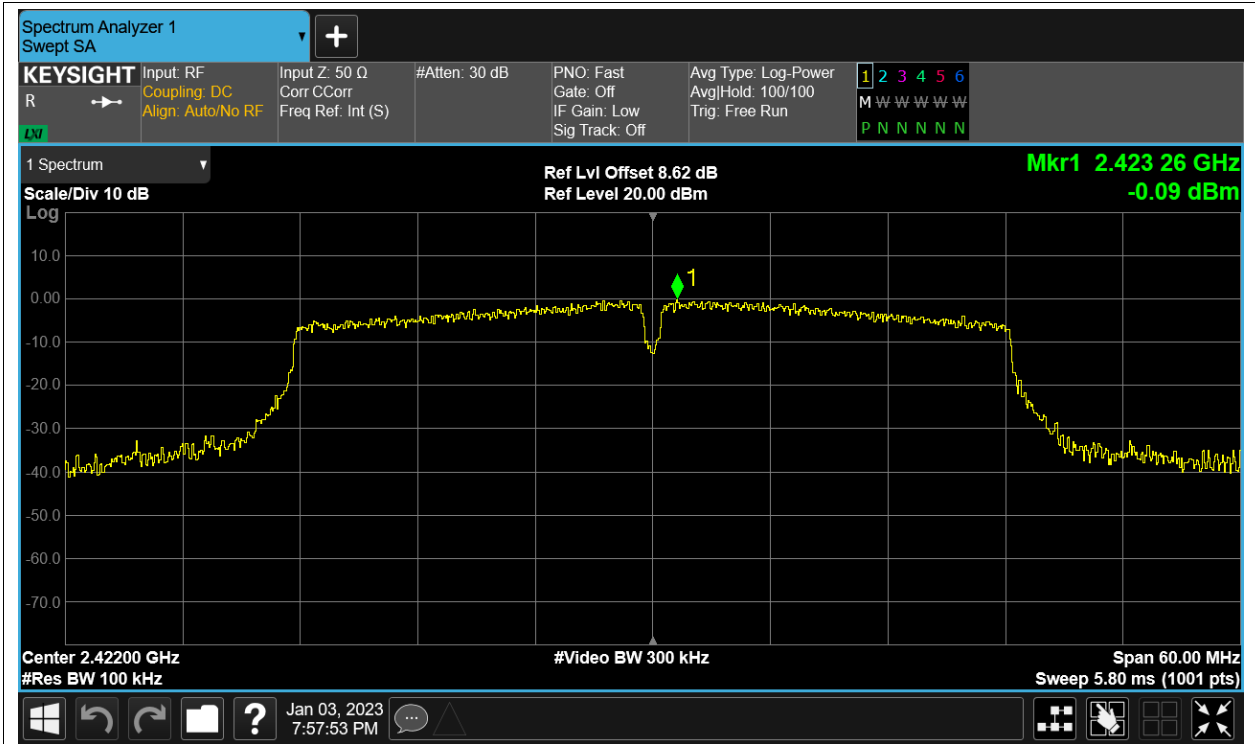 Spectrum Analyzer 1
Swept SA
KEYSIGHT
R
LXI
Input: RF
Coupling: DC
Align: Auto/No RF
Input Z: 50 Ω
Corr CCorr
Freq Ref: Int (S)
#Atten: 30 dB
PNO: Fast
Gate: Off
IF Gain: Low
Sig Track: Off
Avg Type: Log-Power
Avg|Hold: 100/100
Trig: Free Run
1 2 3 4 5 6
M W W W W W
P N N N N N
1 Spectrum
Scale/Div 10 dB
Log
Ref Lvl Offset 8.62 dB
Ref Level 20.00 dBm
Mkr1 2.423 26 GHz
-0.09 dBm
10.0
0.00
-10.0
-20.0
-30.0
-40.0
-50.0
-60.0
-70.0
1
Center 2.42200 GHz
#Res BW 100 kHz
#Video BW 300 kHz
Span 60.00 MHz
Sweep 5.80 ms (1001 pts)
?
Jan 03, 2023
7:57:53 PM